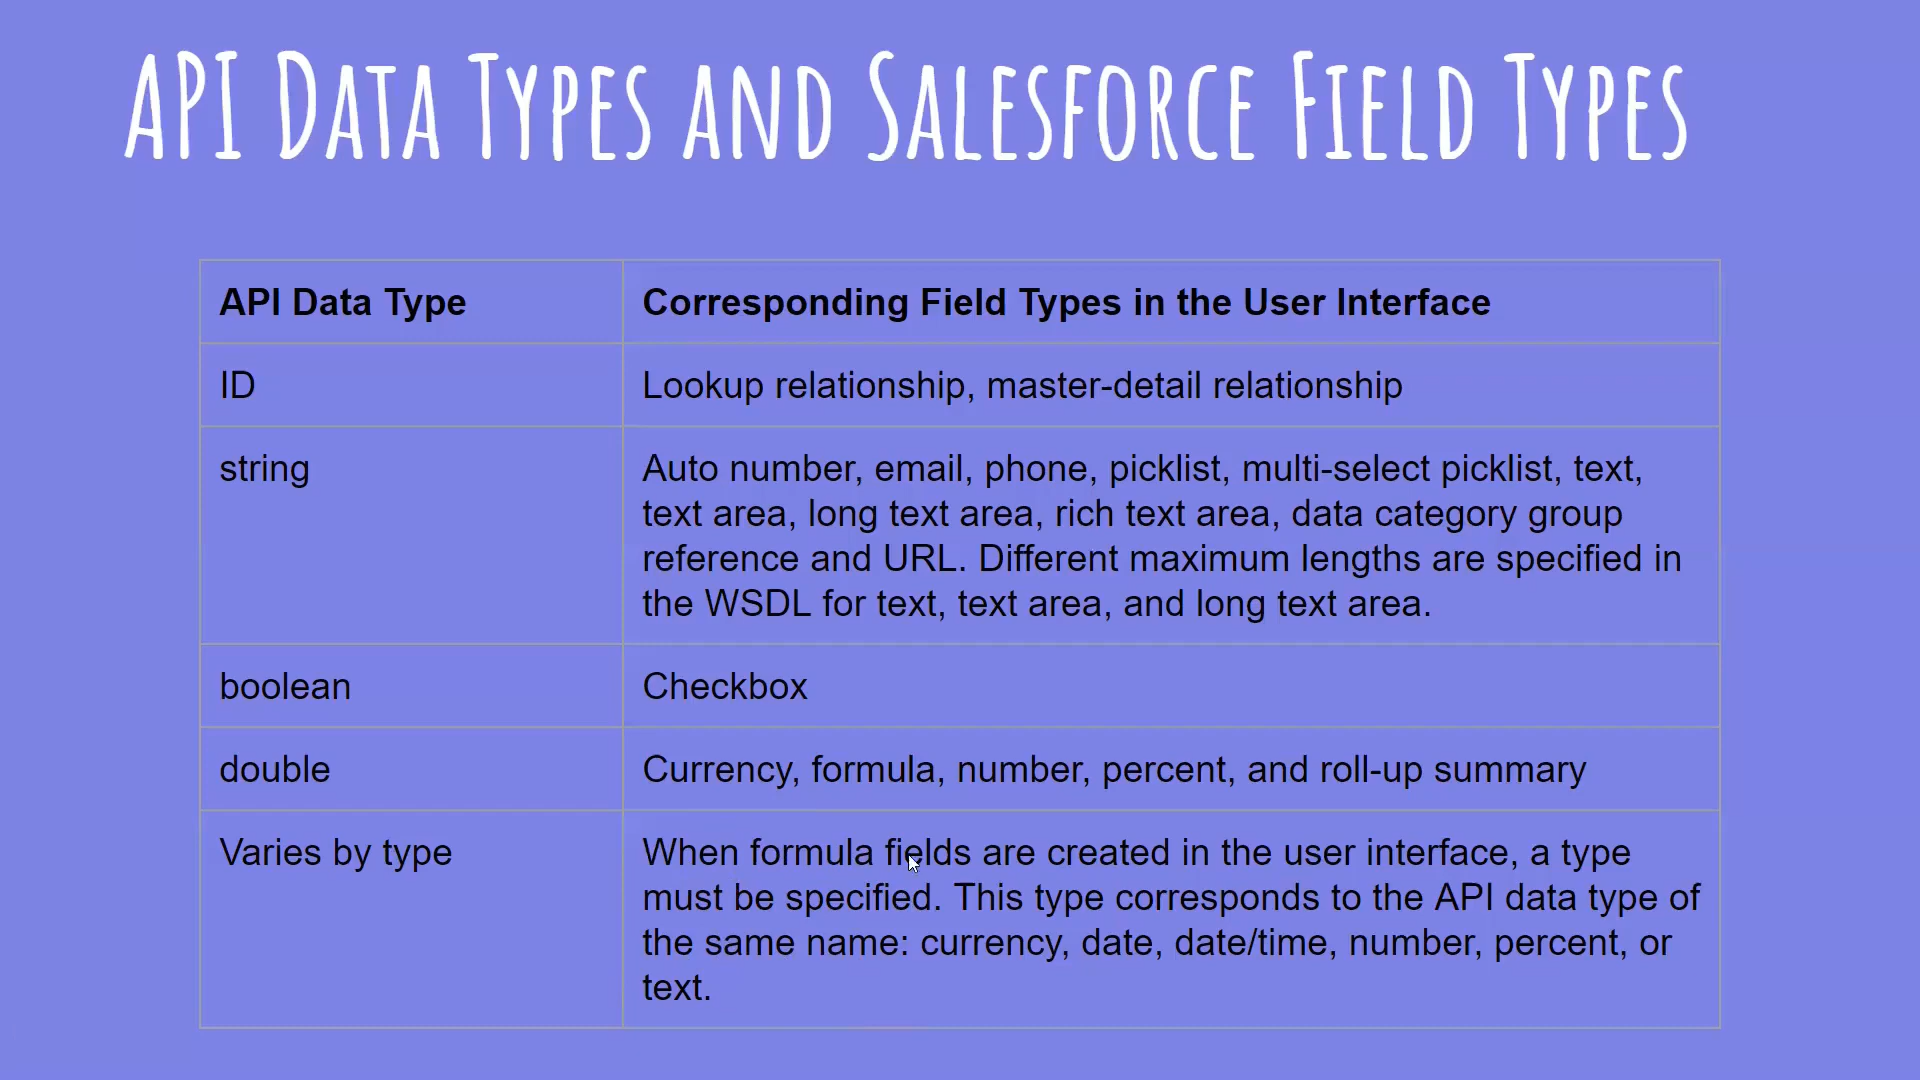 API Data Types and Salesforce Field Types
API Data Type
Corresponding Field Types in the User Interface
ID
Lookup relationship, master-detail relationship
string
Auto number, email, phone, picklist, multi-select picklist, text,
text area, long text area, rich text area, data category group
reference and URL. Different maximum lengths are specified in
the WSDL for text, text area, and long text area.
boolean
Checkbox
double
Currency, formula, number, percent, and roll-up summary
Varies by type
When formula fields are created in the user interface, a type
must be specified. This type corresponds to the API data type of
the same name: currency, date, date/time, number, percent, or
text.